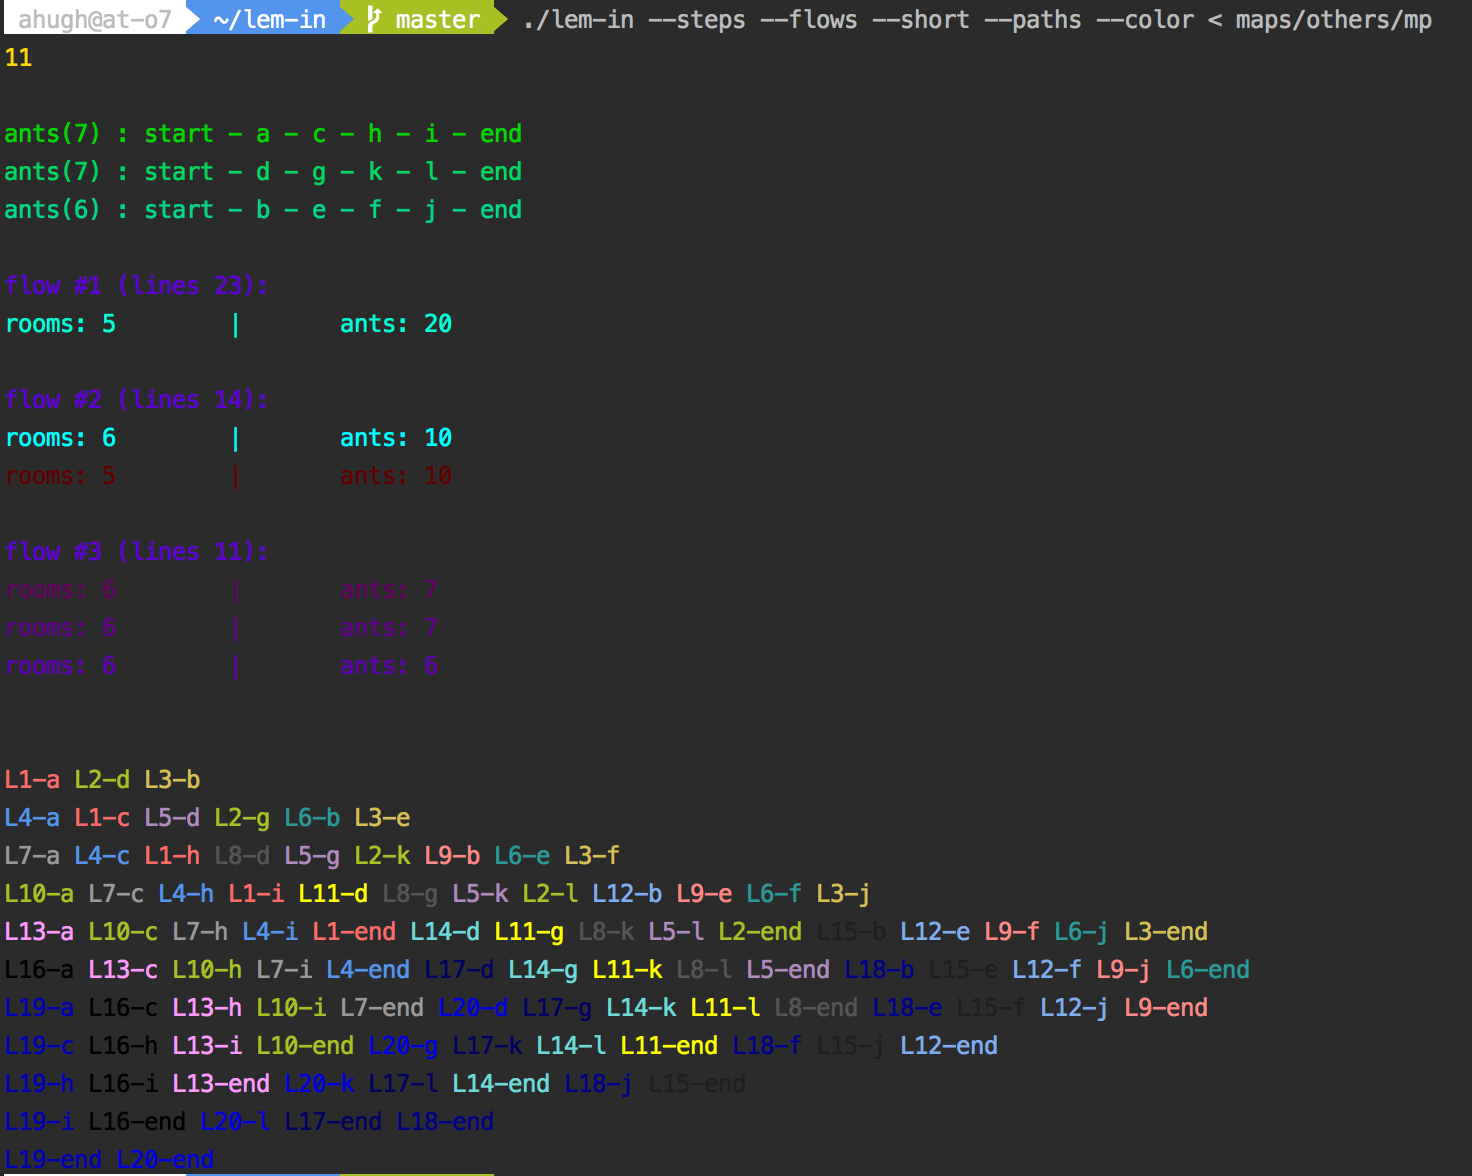 ahugh@at-o7 ~/lem-in master ./lem-in --steps --flows --short --paths --color < maps/others/mp
11
ants(7) : start - a - c - h - i - end
ants(7) : start - d - g - k - l - end
ants(6) : start - b - e - f - j - end
flow #1 (lines 23):
rooms: 5 | ants: 20
flow #2 (lines 14):
rooms: 6 | ants: 10
rooms: 5 | ants: 10
flow #3 (lines 11):
rooms: 6 | ants: 7
rooms: 6 | ants: 7
rooms: 6 | ants: 6
L1-a L2-d L3-b
L4-a L1-c L5-d L2-g L6-b L3-e
L7-a L4-c L1-h L8-d L5-g L2-k L9-b L6-e L3-f
L10-a L7-c L4-h L1-i L11-d L8-g L5-k L2-l L12-b L9-e L6-f L3-j
L13-a L10-c L7-h L4-i L1-end L14-d L11-g L8-k L5-l L2-end L15-b L12-e L9-f L6-j L3-end
L16-a L13-c L10-h L7-i L4-end L17-d L14-g L11-k L8-l L5-end L18-b L15-e L12-f L9-j L6-end
L19-a L16-c L13-h L10-i L7-end L20-d L17-g L14-k L11-l L8-end L18-e L15-f L12-j L9-end
L19-c L16-h L13-i L10-end L20-g L17-k L14-l L11-end L18-f L15-j L12-end
L19-h L16-i L13-end L20-k L17-l L14-end L18-j L15-end
L19-i L16-end L20-l L17-end L18-end
L19-end L20-end